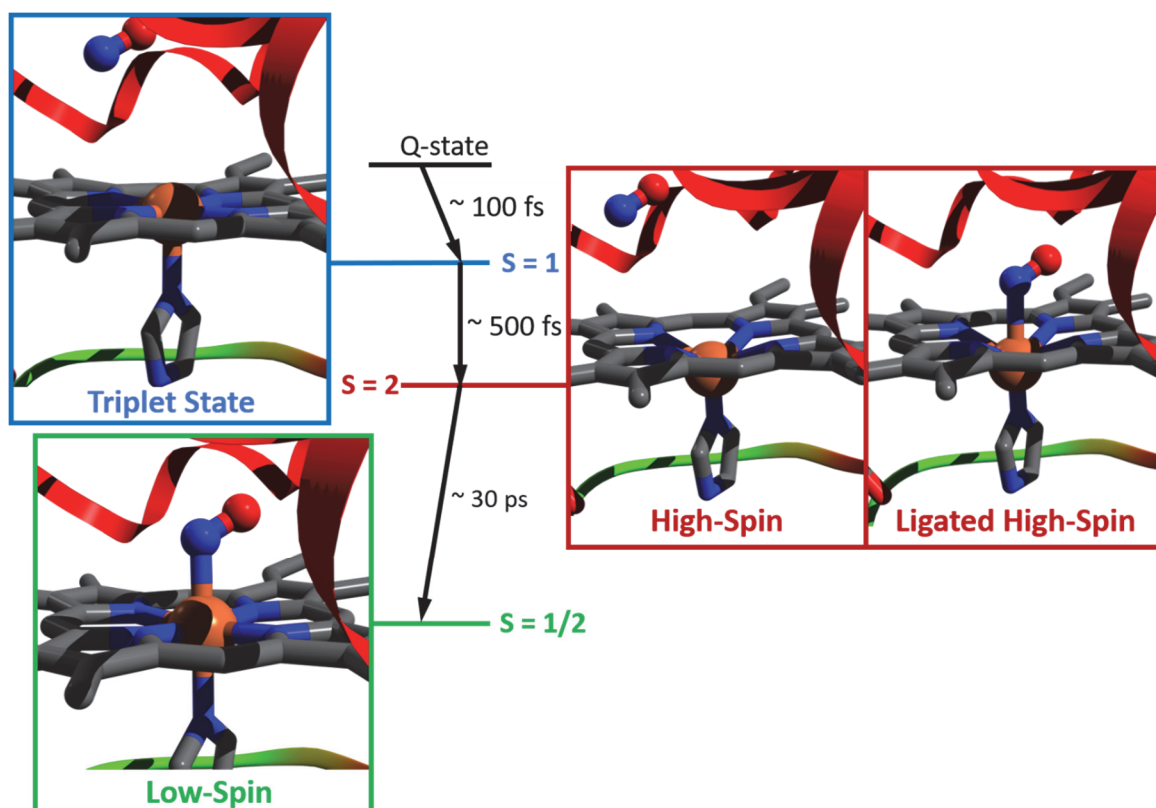 Q-state
~ 100 fs
S = 1
~ 500 fs
S = 2
Triplet State
~ 30 ps
High-Spin
Ligated High-Spin
S = 1/2
Low-Spin